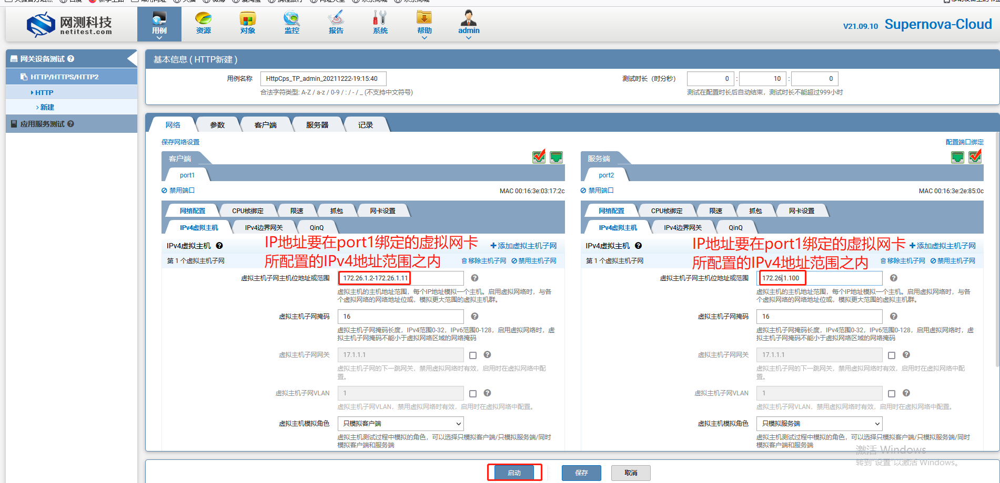 网测科技
netitest.com
用例
资源
对象
监控
报告
系统
帮助
admin
V21.09.10 Supernova-Cloud
网关设备测试
HTTP/HTTPS/HTTP2
HTTP
新建
应用服务测试
基本信息 ( HTTP新建 )
用例名称 HttpCps_TP_admin_20211222-19:15:40
合法字符类型: A-Z / a-z / 0-9 / : / - / _ (不支持中文符号)
测试时长（时分秒） 0 : 10 : 0
测试在配置时长后自动结束，测试时长不能超过999小时
网络 参数 客户端 服务器 记录
保存网络设置 配置端口绑定
客户端
port1
禁用端口 MAC 00:16:3e:03:17:2c
网络配置 CPU核绑定 限速 抓包 网卡设置
IPv4虚拟主机 IPv4边界网关 QinQ
IP地址要在port1绑定的虚拟网卡
所配置的IPv4地址范围之内
IPv4虚拟主机 添加虚拟主机子网
第 1 个虚拟主机子网 移除主机子网 禁用主机子网
虚拟主机子网主机位地址或范围 172.26.1.2-172.26.1.11
虚拟主机的主机地址范围，每个IP地址模拟一个主机。启用虚拟网络时，与各
个虚拟网络的网络地址位或，模拟更大范围的虚拟主机群。
虚拟主机子网掩码 16
虚拟主机子网掩码长度，IPv4范围0-32，IPv6范围0-128，启用虚拟网络时，虚
拟主机子网掩码不能小于虚拟网络区域的网络掩码
虚拟主机子网网关 17.1.1.1
虚拟主机子网的下一跳网关，禁用虚拟网络时有效，启用时在虚拟网络中配
置。
虚拟主机子网VLAN 1
虚拟主机子网VLAN，禁用虚拟网络时有效，启用时在虚拟网络中配置。
虚拟主机模拟角色 只模拟客户端
虚拟主机测试过程中模拟的角色，可以选择只模拟客户端/只模拟服务端/同时
模拟客户端和服务端
服务端
port2
禁用端口 MAC 00:16:3e:2e:85:0c
网络配置 CPU核绑定 限速 抓包 网卡设置
IPv4虚拟主机 IPv4边界网关 QinQ
IP地址要在port1绑定的虚拟网卡
所配置的IPv4地址范围之内
IPv4虚拟主机 添加虚拟主机子网
第 1 个虚拟主机子网 移除主机子网 禁用主机子网
虚拟主机子网主机位地址或范围 172.26.1.100
虚拟主机的主机地址范围，每个IP地址模拟一个主机。启用虚拟网络时，与各
个虚拟网络的网络地址位或，模拟更大范围的虚拟主机群。
虚拟主机子网掩码 16
虚拟主机子网掩码长度，IPv4范围0-32，IPv6范围0-128，启用虚拟网络时，虚
拟主机子网掩码不能小于虚拟网络区域的网络掩码
虚拟主机子网网关 17.1.1.1
虚拟主机子网的下一跳网关，禁用虚拟网络时有效，启用时在虚拟网络中配
置。
虚拟主机子网VLAN 1
虚拟主机子网VLAN，禁用虚拟网络时有效，启用时在虚拟网络中配置。
虚拟主机模拟角色 只模拟服务端
虚拟主机测试过程中模拟的角色，可以选择只模拟客户端/只模拟服务端/同时
模拟客户端和服务端
激活 Windows
转到"设置"以激活 Windows。
启动 保存 取消